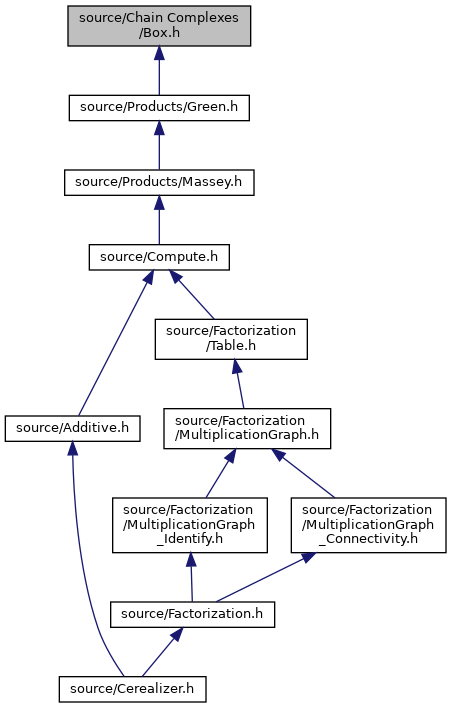 source/Chain Complexes
/Box.h
source/Products/Green.h
source/Products/Massey.h
source/Compute.h
source/Factorization
/Table.h
source/Additive.h
source/Factorization
/MultiplicationGraph.h
source/Factorization
/MultiplicationGraph
_Identify.h
source/Factorization
/MultiplicationGraph
_Connectivity.h
source/Factorization.h
source/Cerealizer.h